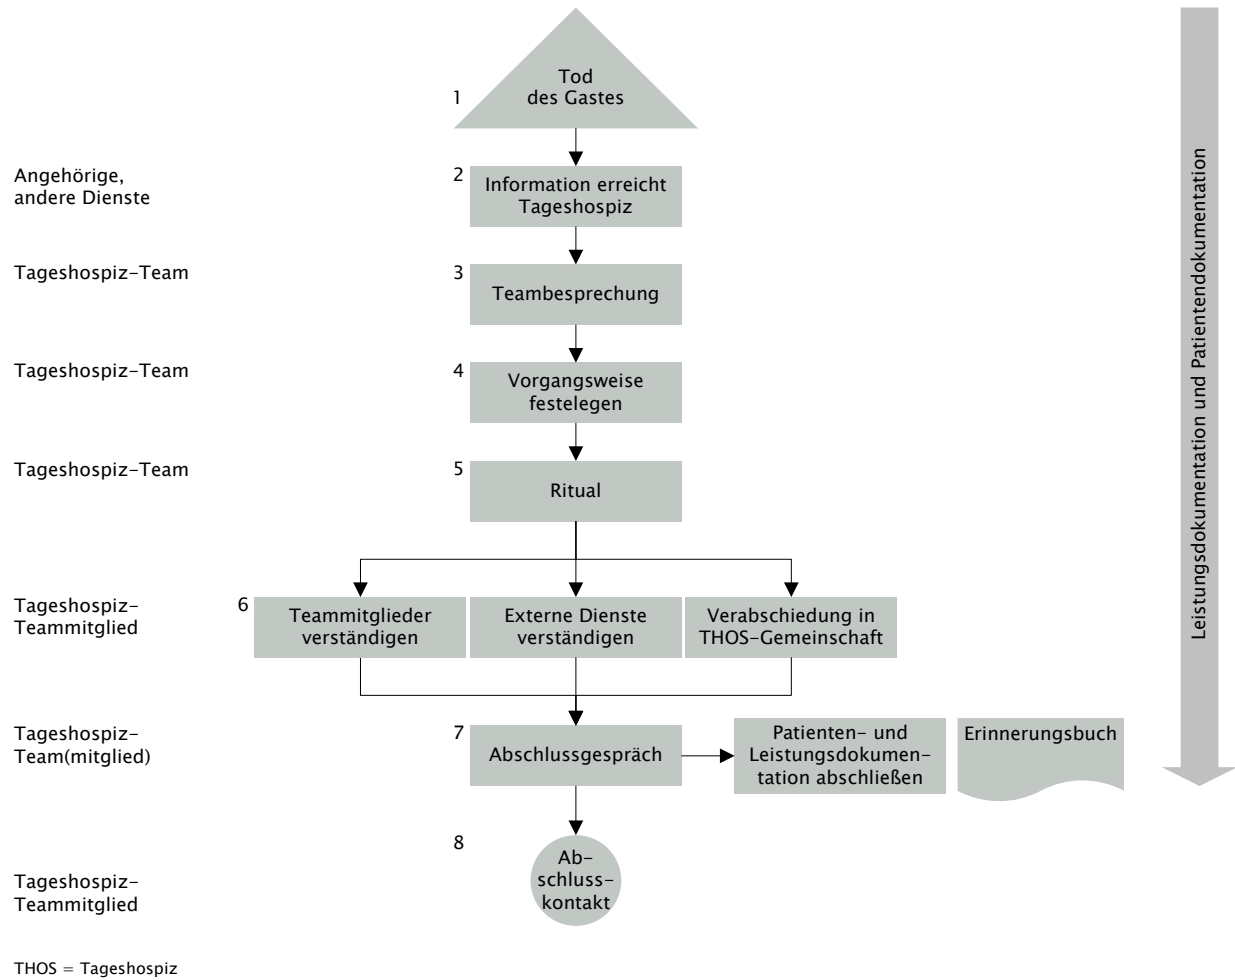 Tod
des Gastes
1
Angehörige,
andere Dienste
2
Information erreicht
Tageshospiz
Tageshospiz-Team
3
Teambesprechung
Tageshospiz-Team
4
Vorgangsweise
festelegen
Tageshospiz-Team
5
Ritual
Tageshospiz-
Teammitglied
6
Teammitglieder
verständigen
Externe Dienste
verständigen
Verabschiedung in
THOS-Gemeinschaft
Tageshospiz-
Team(mitglied)
7
Abschlussgespräch
Patienten- und
Leistungsdokumen-
tation abschließen
Erinnerungsbuch
8
Ab-
schluss-
kontakt
Tageshospiz-
Teammitglied
Leistungsdokumentation und Patientendokumentation
THOS = Tageshospiz